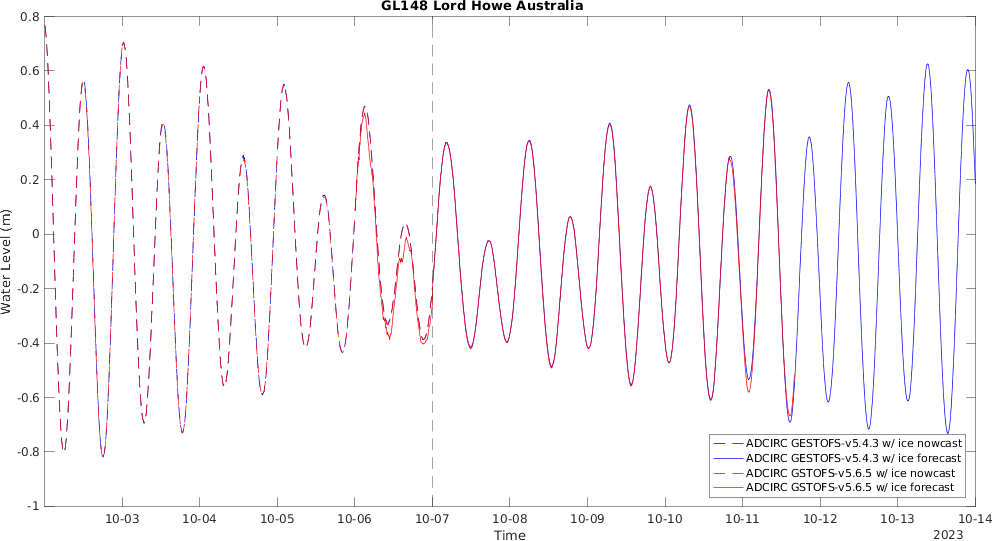 GL148 Lord Howe Australia
0.8
0.6
0.4
0.2
0
-0.2
-0.4
-0.6
-0.8
-1
Water Level (m)
ADCIRC GESTOFS-v5.4.3 w/ ice nowcast
ADCIRC GESTOFS-v5.4.3 w/ ice forecast
ADCIRC GSTOFS-v5.6.5 w/ ice nowcast
ADCIRC GSTOFS-v5.6.5 w/ ice forecast
10-03 10-04 10-05 10-06 10-07 10-08 10-09 10-10 10-11 10-12 10-13 10-14
Time
2023